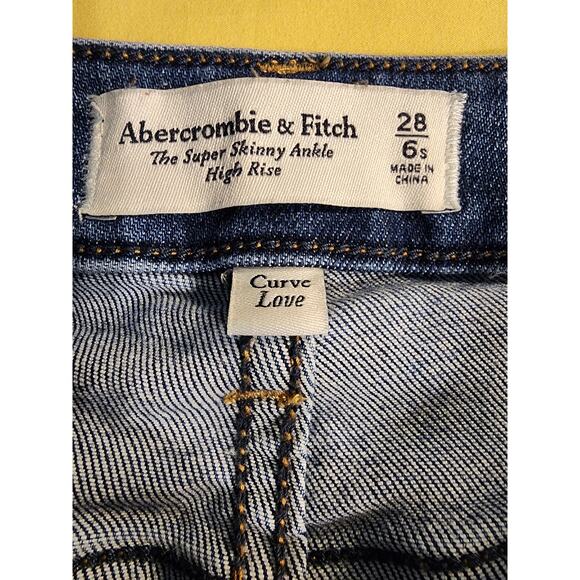 Abercrombie & Fitch
The Super Skinny Ankle
High Rise
28
6s
MADE IN
CHINA
Curve
Love